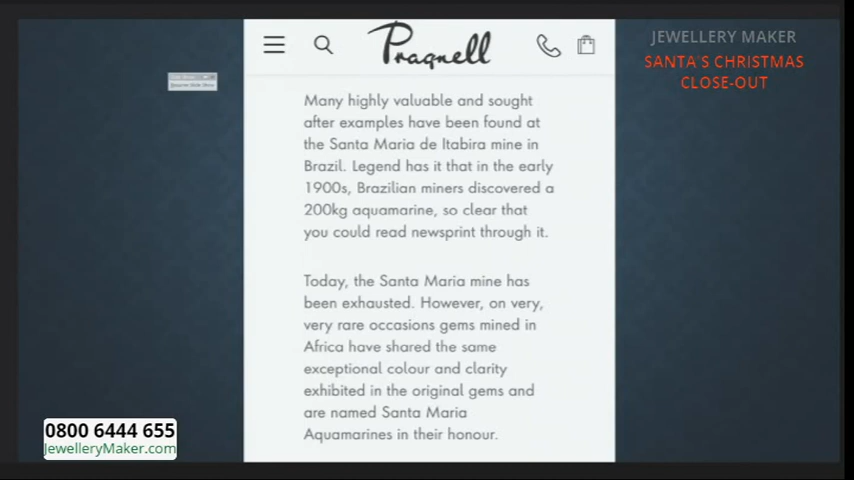 Pragnell
JEWELLERY MAKER
SANTA'S CHRISTMAS
CLOSE-OUT
Many highly valuable and sought
after examples have been found at
the Santa Maria de Itabira mine in
Brazil. Legend has it that in the early
1900s, Brazilian miners discovered a
200kg aquamarine, so clear that
you could read newsprint through it.
Today, the Santa Maria mine has
been exhausted. However, on very,
very rare occasions gems mined in
Africa have shared the same
exceptional colour and clarity
exhibited in the original gems and
are named Santa Maria
Aquamarines in their honour.
0800 6444 655
JewelleryMaker.com